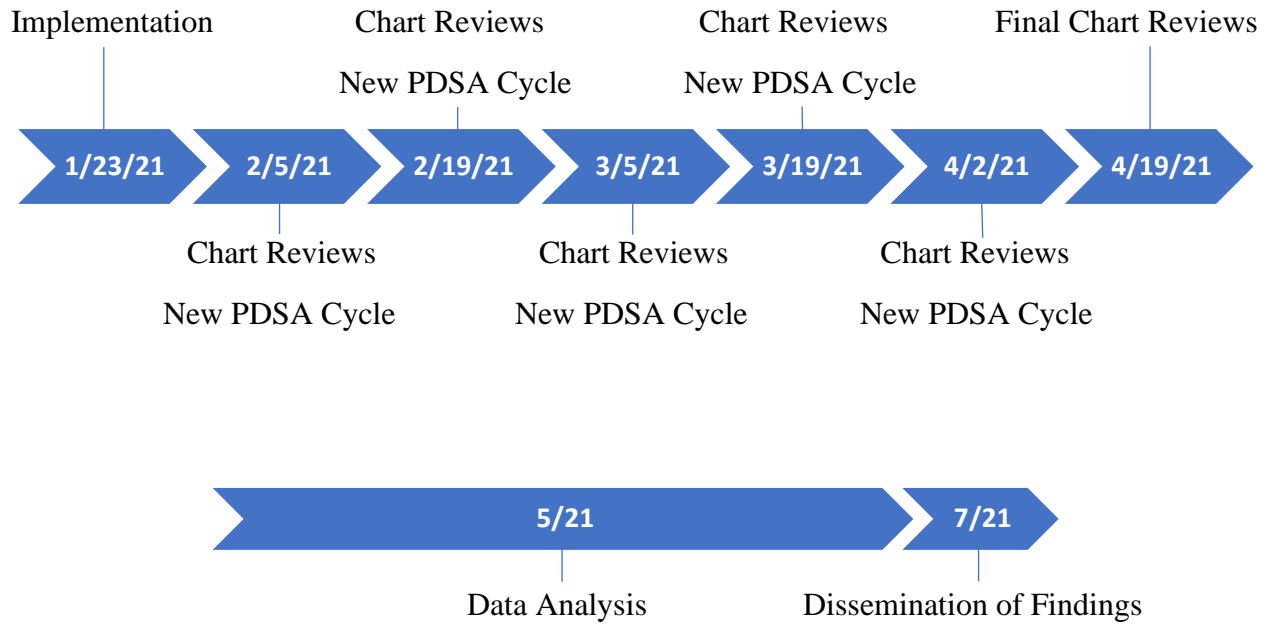 Implementation
Chart Reviews
New PDSA Cycle
Chart Reviews
New PDSA Cycle
Final Chart Reviews
1/23/21
2/5/21
2/19/21
3/5/21
3/19/21
4/2/21
4/19/21
Chart Reviews
New PDSA Cycle
Chart Reviews
New PDSA Cycle
Chart Reviews
New PDSA Cycle
5/21
7/21
Data Analysis
Dissemination of Findings